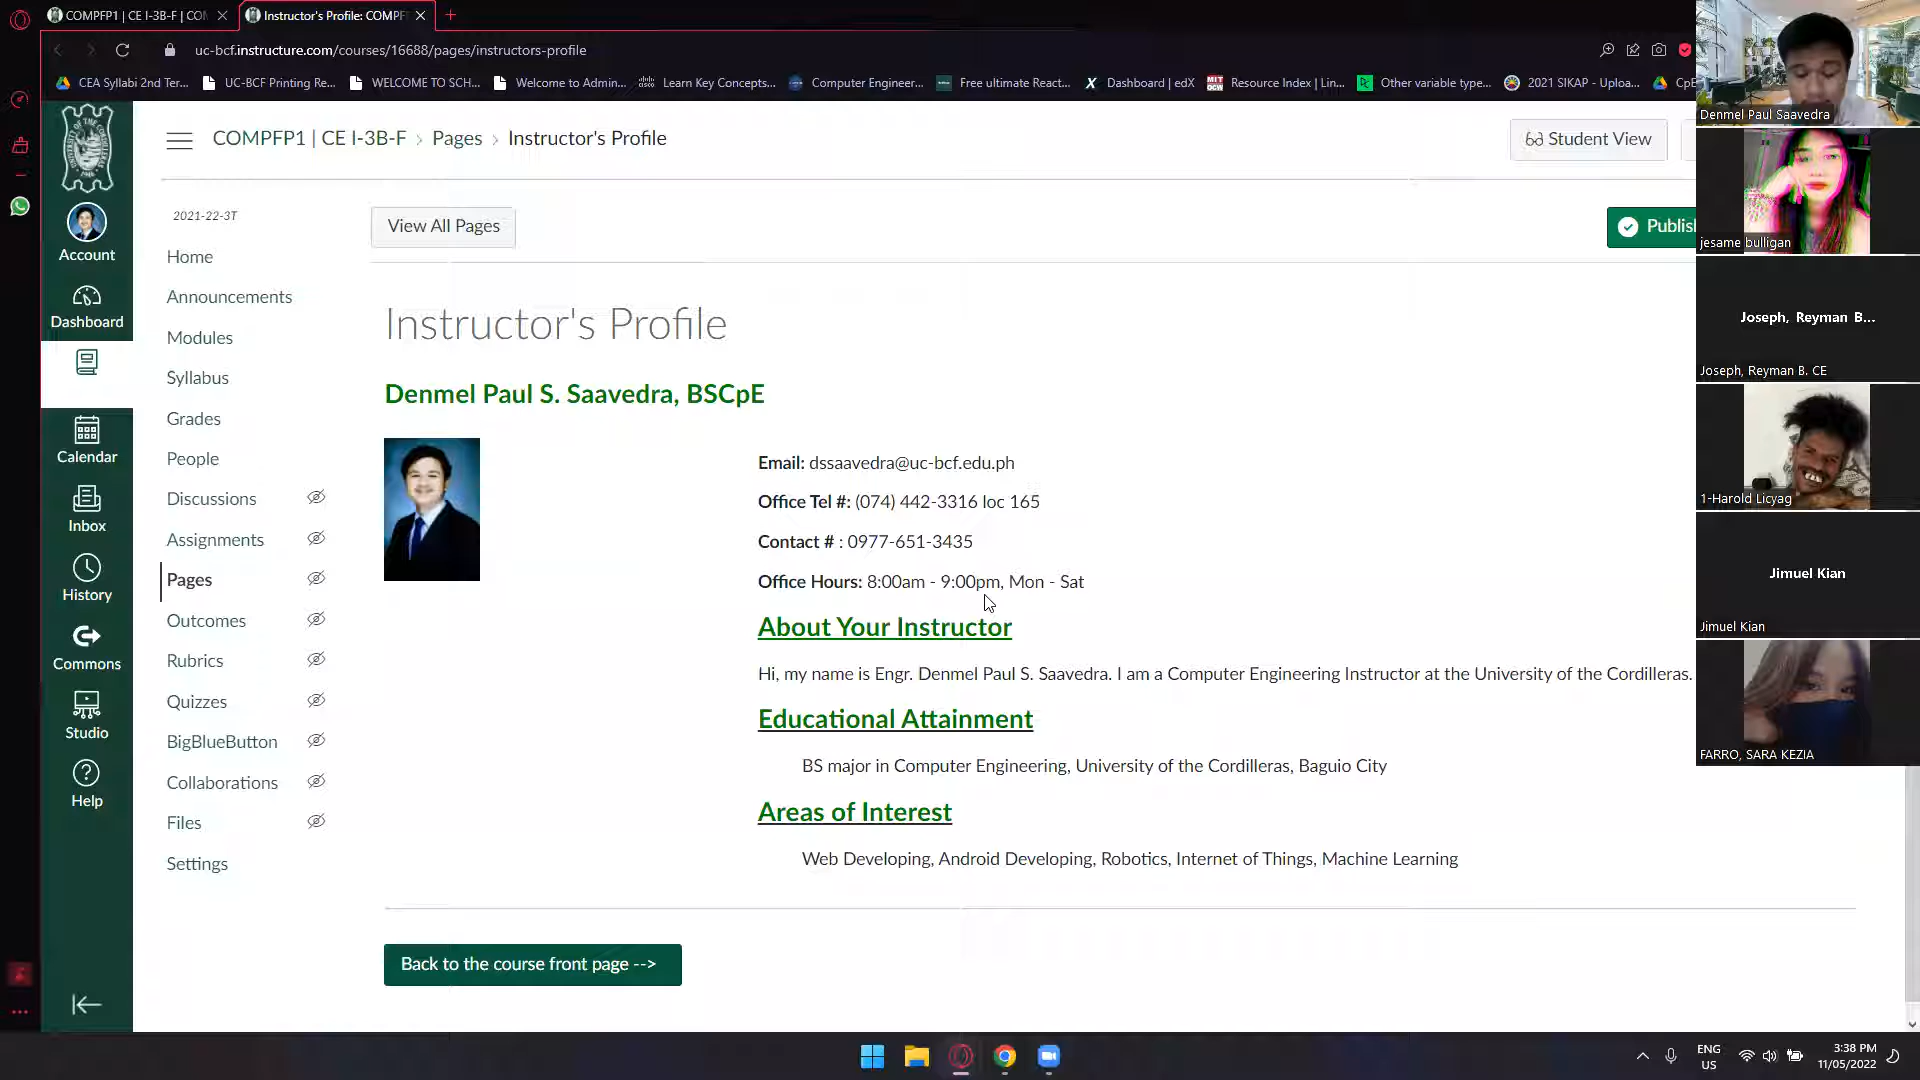 COMPFP1 | CE I-3B-F | CO
Instructor's Profile: COMPF
uc-bcf.instructure.com/courses/16688/pages/instructors-profile
CEA Syllabi 2nd Ter...
UC-BCF Printing Re...
WELCOME TO SCH...
Welcome to Admin...
Learn Key Concepts...
Computer Engineer...
Free ultimate React...
Dashboard | edX
Resource Index | Lin...
Other variable type...
2021 SIKAP - Uploa...
CpE
COMPFP1 | CE I-3B-F › Pages › Instructor's Profile
Student View
2021-22-3T
View All Pages
Publis
Account
Dashboard
Calendar
Inbox
History
Commons
Studio
Help
Home
Announcements
Modules
Syllabus
Grades
People
Discussions
Assignments
Pages
Outcomes
Rubrics
Quizzes
BigBlueButton
Collaborations
Files
Settings
Instructor's Profile
Denmel Paul S. Saavedra, BSCpE
Email: dssaavedra@uc-bcf.edu.ph
Office Tel #: (074) 442-3316 loc 165
Contact # : 0977-651-3435
Office Hours: 8:00am - 9:00pm, Mon - Sat
About Your Instructor
Hi, my name is Engr. Denmel Paul S. Saavedra. I am a Computer Engineering Instructor at the University of the Cordilleras.
Educational Attainment
BS major in Computer Engineering, University of the Cordilleras, Baguio City
Areas of Interest
Web Developing, Android Developing, Robotics, Internet of Things, Machine Learning
Back to the course front page -->
Denmel Paul Saavedra
jesame bulligan
Joseph, Reyman B...
Joseph, Reyman B. CE
1-Harold Licyag
Jimuel Kian
Jimuel Kian
FARRO, SARA KEZIA
ENG
US
3:38 PM
11/05/2022